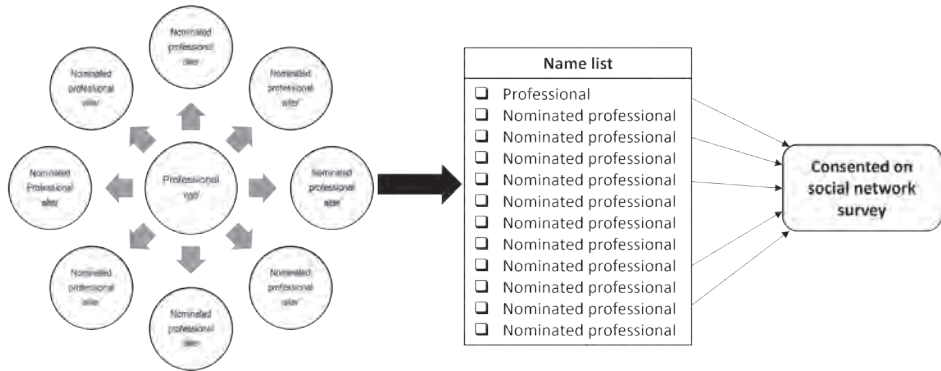 Nominated
professional
alter
Nominated
professional
alter
Nominated
professional
alter
Nominated
Professional
alter
Professional
ego
Nominated
professional
alter
Nominated
professional
alter
Nominated
professional
alter
Nominated
professional
alter
Name list
❑ Professional
❑ Nominated professional
❑ Nominated professional
❑ Nominated professional
❑ Nominated professional
❑ Nominated professional
❑ Nominated professional
❑ Nominated professional
❑ Nominated professional
❑ Nominated professional
❑ Nominated professional
❑ Nominated professional
Consented on
social network
survey